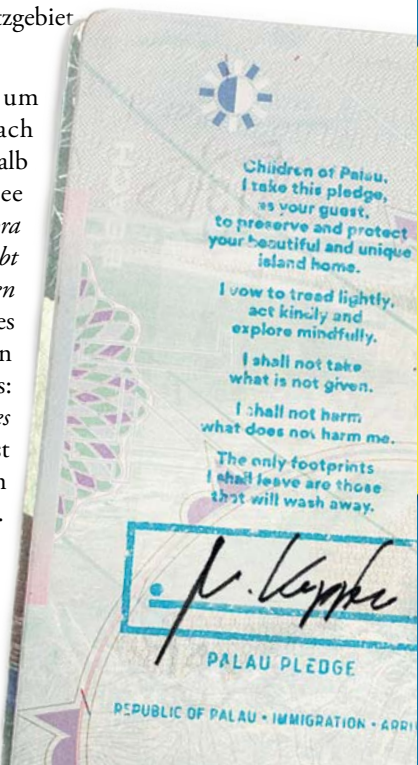 tzgebiet
um
ach
alb
ee
ra
bt
en
es
n
s:
es
st
n
.
Children of Palau,
I take this pledge,
as your guest,
to preserve and protect
your beautiful and unique
island home.
I vow to tread lightly,
act kindly and
explore mindfully.
I shall not take
what is not given.
I shall not harm
what does not harm me.
The only footprints
I shall leave are those
that will wash away.
PALAU PLEDGE
REPUBLIC OF PALAU • IMMIGRATION • ARRI